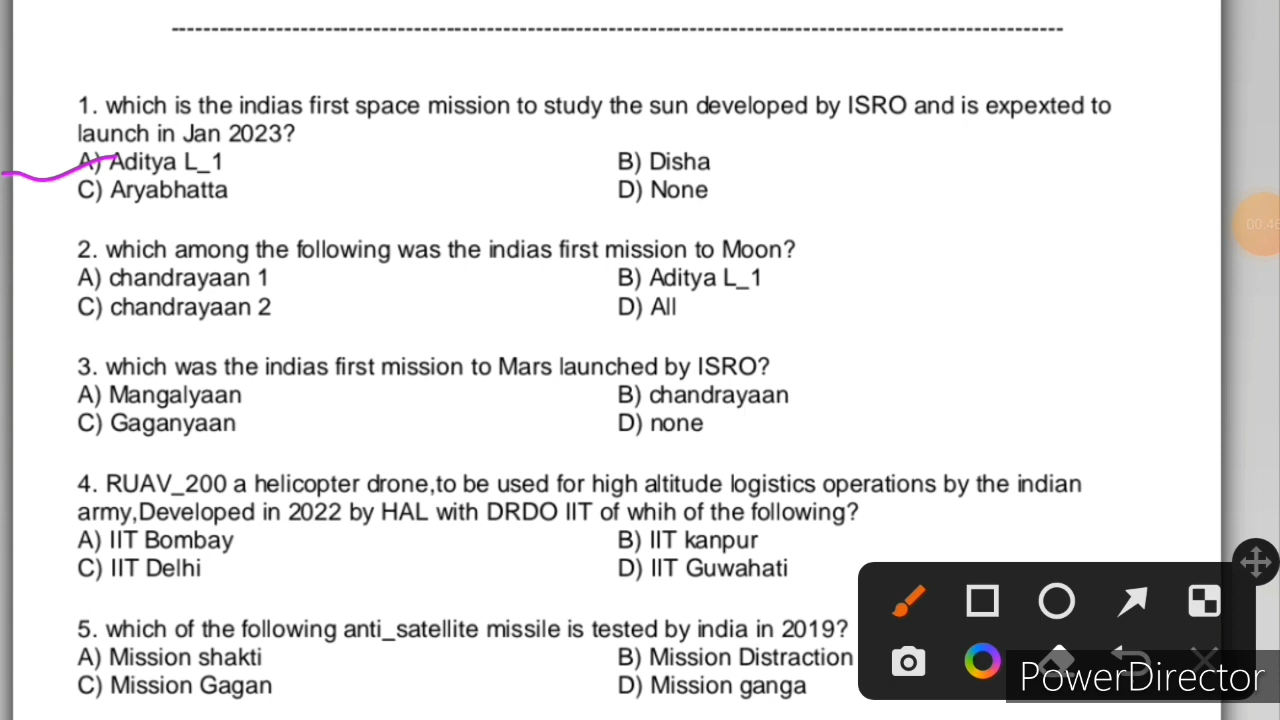 1. which is the indias first space mission to study the sun developed by ISRO and is expexted to
launch in Jan 2023?
A) Aditya L_1 B) Disha
C) Aryabhatta D) None
2. which among the following was the indias first mission to Moon?
A) chandrayaan 1 B) Aditya L_1
C) chandrayaan 2 D) All
3. which was the indias first mission to Mars launched by ISRO?
A) Mangalyaan B) chandrayaan
C) Gaganyaan D) none
4. RUAV_200 a helicopter drone,to be used for high altitude logistics operations by the indian
army,Developed in 2022 by HAL with DRDO IIT of whih of the following?
A) IIT Bombay B) IIT kanpur
C) IIT Delhi D) IIT Guwahati
5. which of the following anti_satellite missile is tested by india in 2019?
A) Mission shakti B) Mission Distraction
C) Mission Gagan D) Mission ganga
PowerDirector